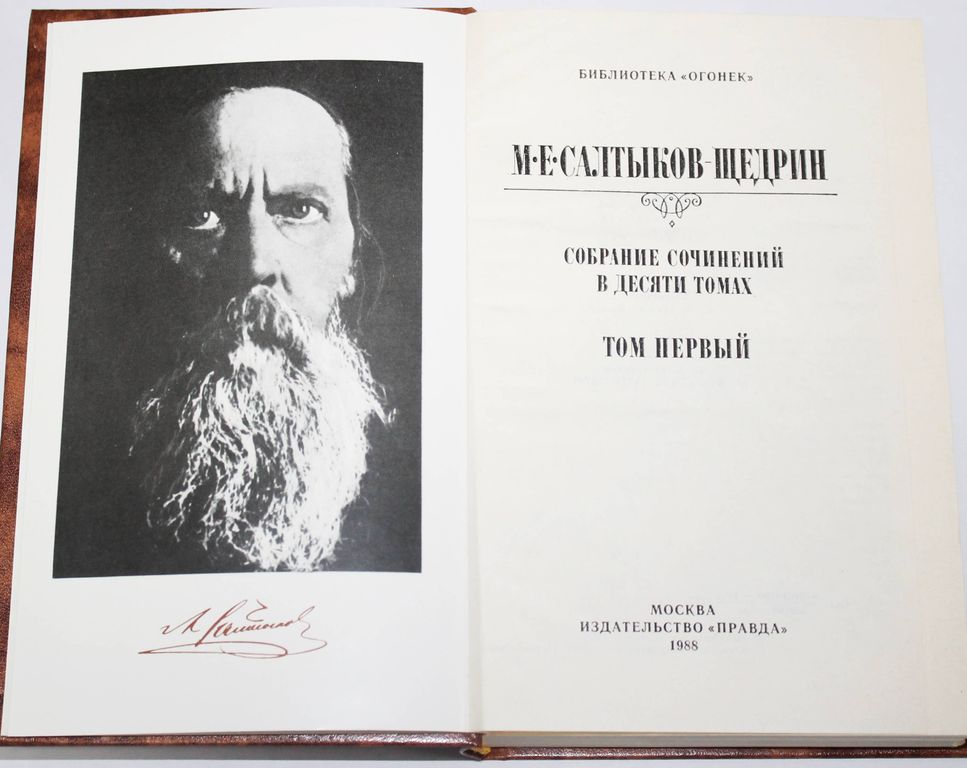 БИБЛИОТЕКА «ОГОНЕК»
М·Е·САЛТЫКОВ-ЩЕДРИН
СОБРАНИЕ СОЧИНЕНИЙ
В ДЕСЯТИ ТОМАХ
ТОМ ПЕРВЫЙ
МОСКВА
ИЗДАТЕЛЬСТВО «ПРАВДА»
1988